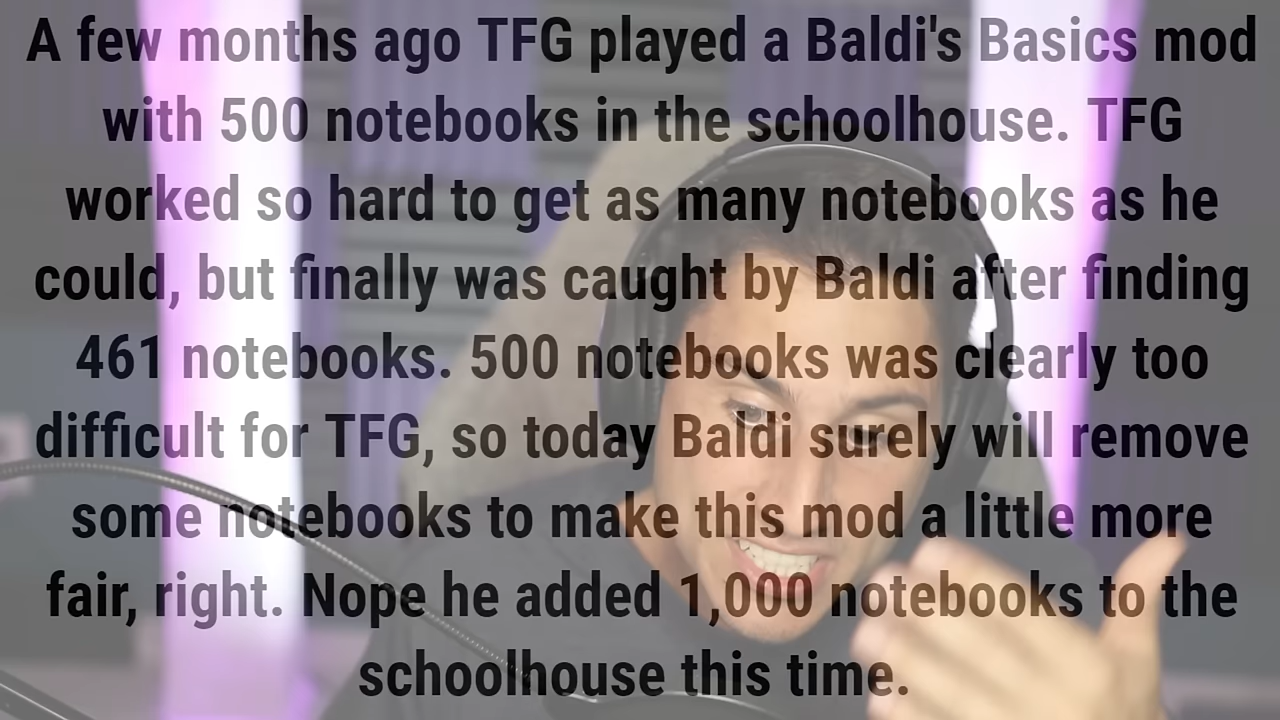 A few months ago TFG played a Baldi's Basics mod
with 500 notebooks in the schoolhouse. TFG
worked so hard to get as many notebooks as he
could, but finally was caught by Baldi after finding
461 notebooks. 500 notebooks was clearly too
difficult for TFG, so today Baldi surely will remove
some notebooks to make this mod a little more
fair, right. Nope he added 1,000 notebooks to the
schoolhouse this time.